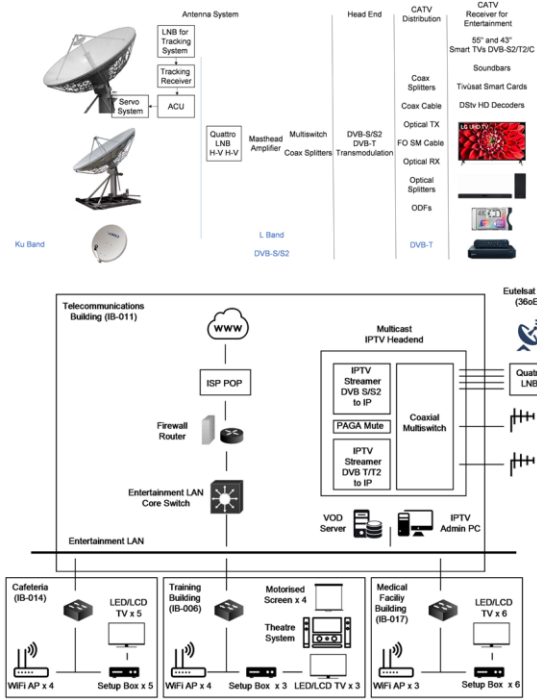 Antenna System
Head End
CATV
Distribution
CATV
Receiver for
Entertainment
LNB for
Tracking
System
Tracking
Receiver
Servo
System
ACU
Quattro
LNB
H-V H-V
Masthead
Amplifier
Multiswitch
Coax Splitters
DVB-S/S2
DVB-T
Transmodulation
Coax
Splitters
Coax Cable
Optical TX
FO SM Cable
Optical RX
Optical
Splitters
ODFs
55" and 43"
Smart TVs DVB-S2/T2/C
Soundbars
Tivùsat Smart Cards
DStv HD Decoders
LG UHD TV
Ku Band
L Band
DVB-S/S2
DVB-T
Telecommunications
Building (IB-011)
www
ISP POP
Firewall
Router
Entertainment LAN
Core Switch
Entertainment LAN
Multicast
IPTV Headend
IPTV
Streamer
DVB S/S2
to IP
PAGA Mute
IPTV
Streamer
DVB T/T2
to IP
Coaxial
Multiswitch
Eutelsat
(36oE
Quatr
LNB
VOD
Server
IPTV
Admin PC
Cafeteria
(IB-014)
LED/LCD
TV x 5
WiFi AP x 4
Setup Box x 5
Training
Building
(IB-006)
Motorised
Screen x 4
Theatre
System
WiFi AP x 4
Setup Box x 3
LED/LCD TV x 3
Medical
Faciliy
Building
(IB-017)
LED/LCD
TV x 6
WiFi AP x 3
Setup Box x 6